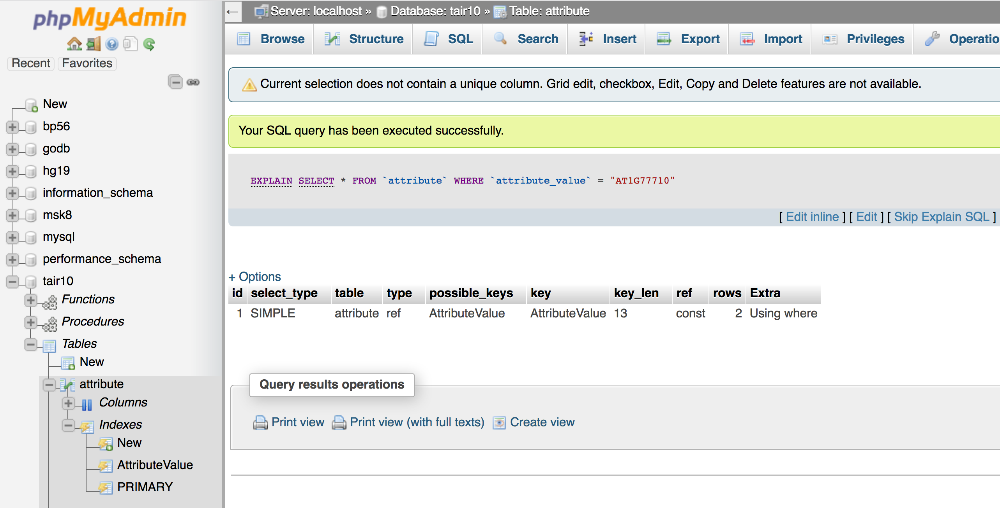 phpMyAdmin
Recent Favorites
New
bp56
godb
hg19
information_schema
msk8
mysql
performance_schema
tair10
Functions
Procedures
Tables
New
attribute
Columns
Indexes
New
AttributeValue
PRIMARY
Server: localhost » Database: tair10 » Table: attribute
Browse Structure SQL Search Insert Export Import Privileges Operatio
Current selection does not contain a unique column. Grid edit, checkbox, Edit, Copy and Delete features are not available.
Your SQL query has been executed successfully.
EXPLAIN SELECT * FROM `attribute` WHERE `attribute_value` = "AT1G77710"
[ Edit inline ] [ Edit ] [ Skip Explain SQL ]
+ Options
id select_type table type possible_keys key key_len ref rows Extra
1 SIMPLE attribute ref AttributeValue AttributeValue 13 const 2 Using where
Query results operations
Print view Print view (with full texts) Create view